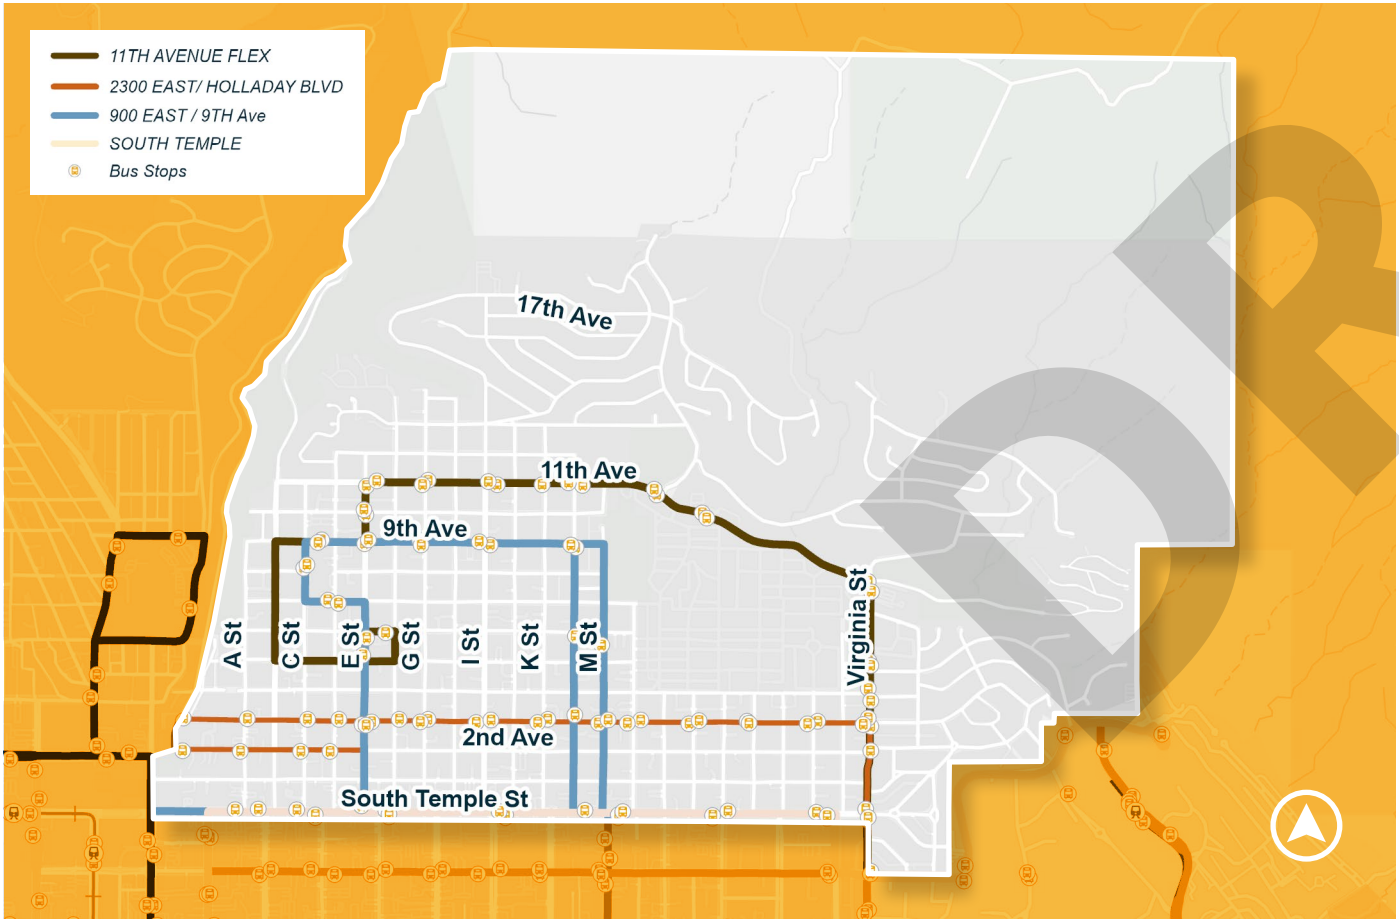 11TH AVENUE FLEX
2300 EAST/ HOLLADAY BLVD
900 EAST / 9TH Ave
SOUTH TEMPLE
Bus Stops
17th Ave
11th Ave
9th Ave
A St
C St
E St
G St
I St
K St
M St
Virginia St
2nd Ave
South Temple St
DR